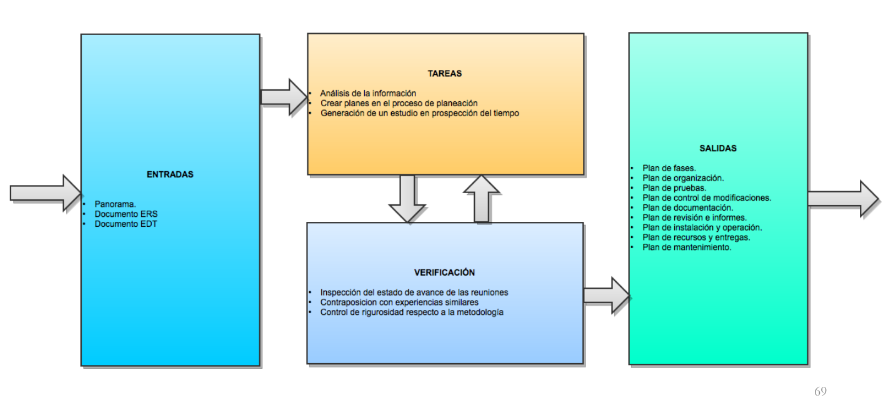 ENTRADAS
• Panorama.
• Documento ERS
• Documento EDT
TAREAS
• Análisis de la información
• Crear planes en el proceso de planeación
• Generación de un estudio en prospección del tiempo
VERIFICACIÓN
• Inspección del estado de avance de las reuniones
• Contraposicion con experiencias similares
• Control de rigurosidad respecto a la metodología
SALIDAS
• Plan de fases.
• Plan de organización.
• Plan de pruebas.
• Plan de control de modificaciones.
• Plan de documentación.
• Plan de revisión e informes.
• Plan de instalación y operación.
• Plan de recursos y entregas.
• Plan de mantenimiento.
69